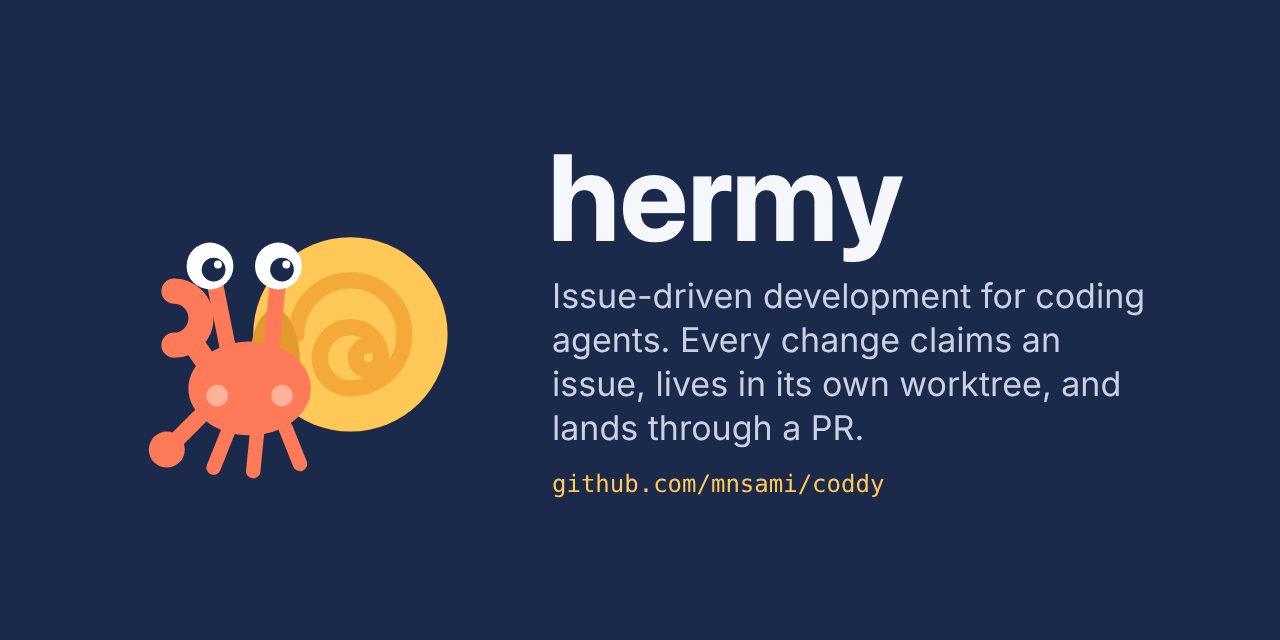 hermy
Issue-driven development for coding
agents. Every change claims an
issue, lives in its own worktree, and
lands through a PR.
github.com/mnsami/coddy